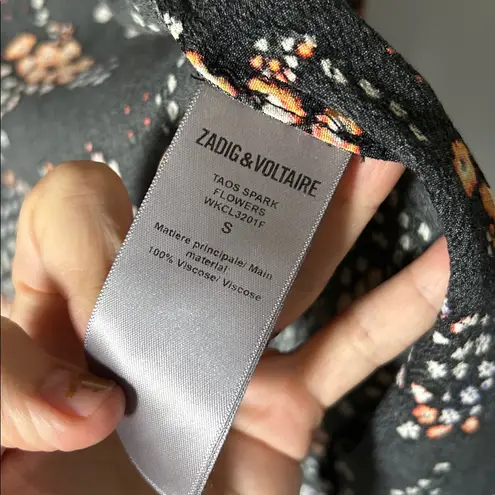 ZADIG&VOLTAIRE
TAOS SPARK
FLOWERS
WKCL3201F
S
Matiere principale/ Main
material
100% Viscose/ Viscose